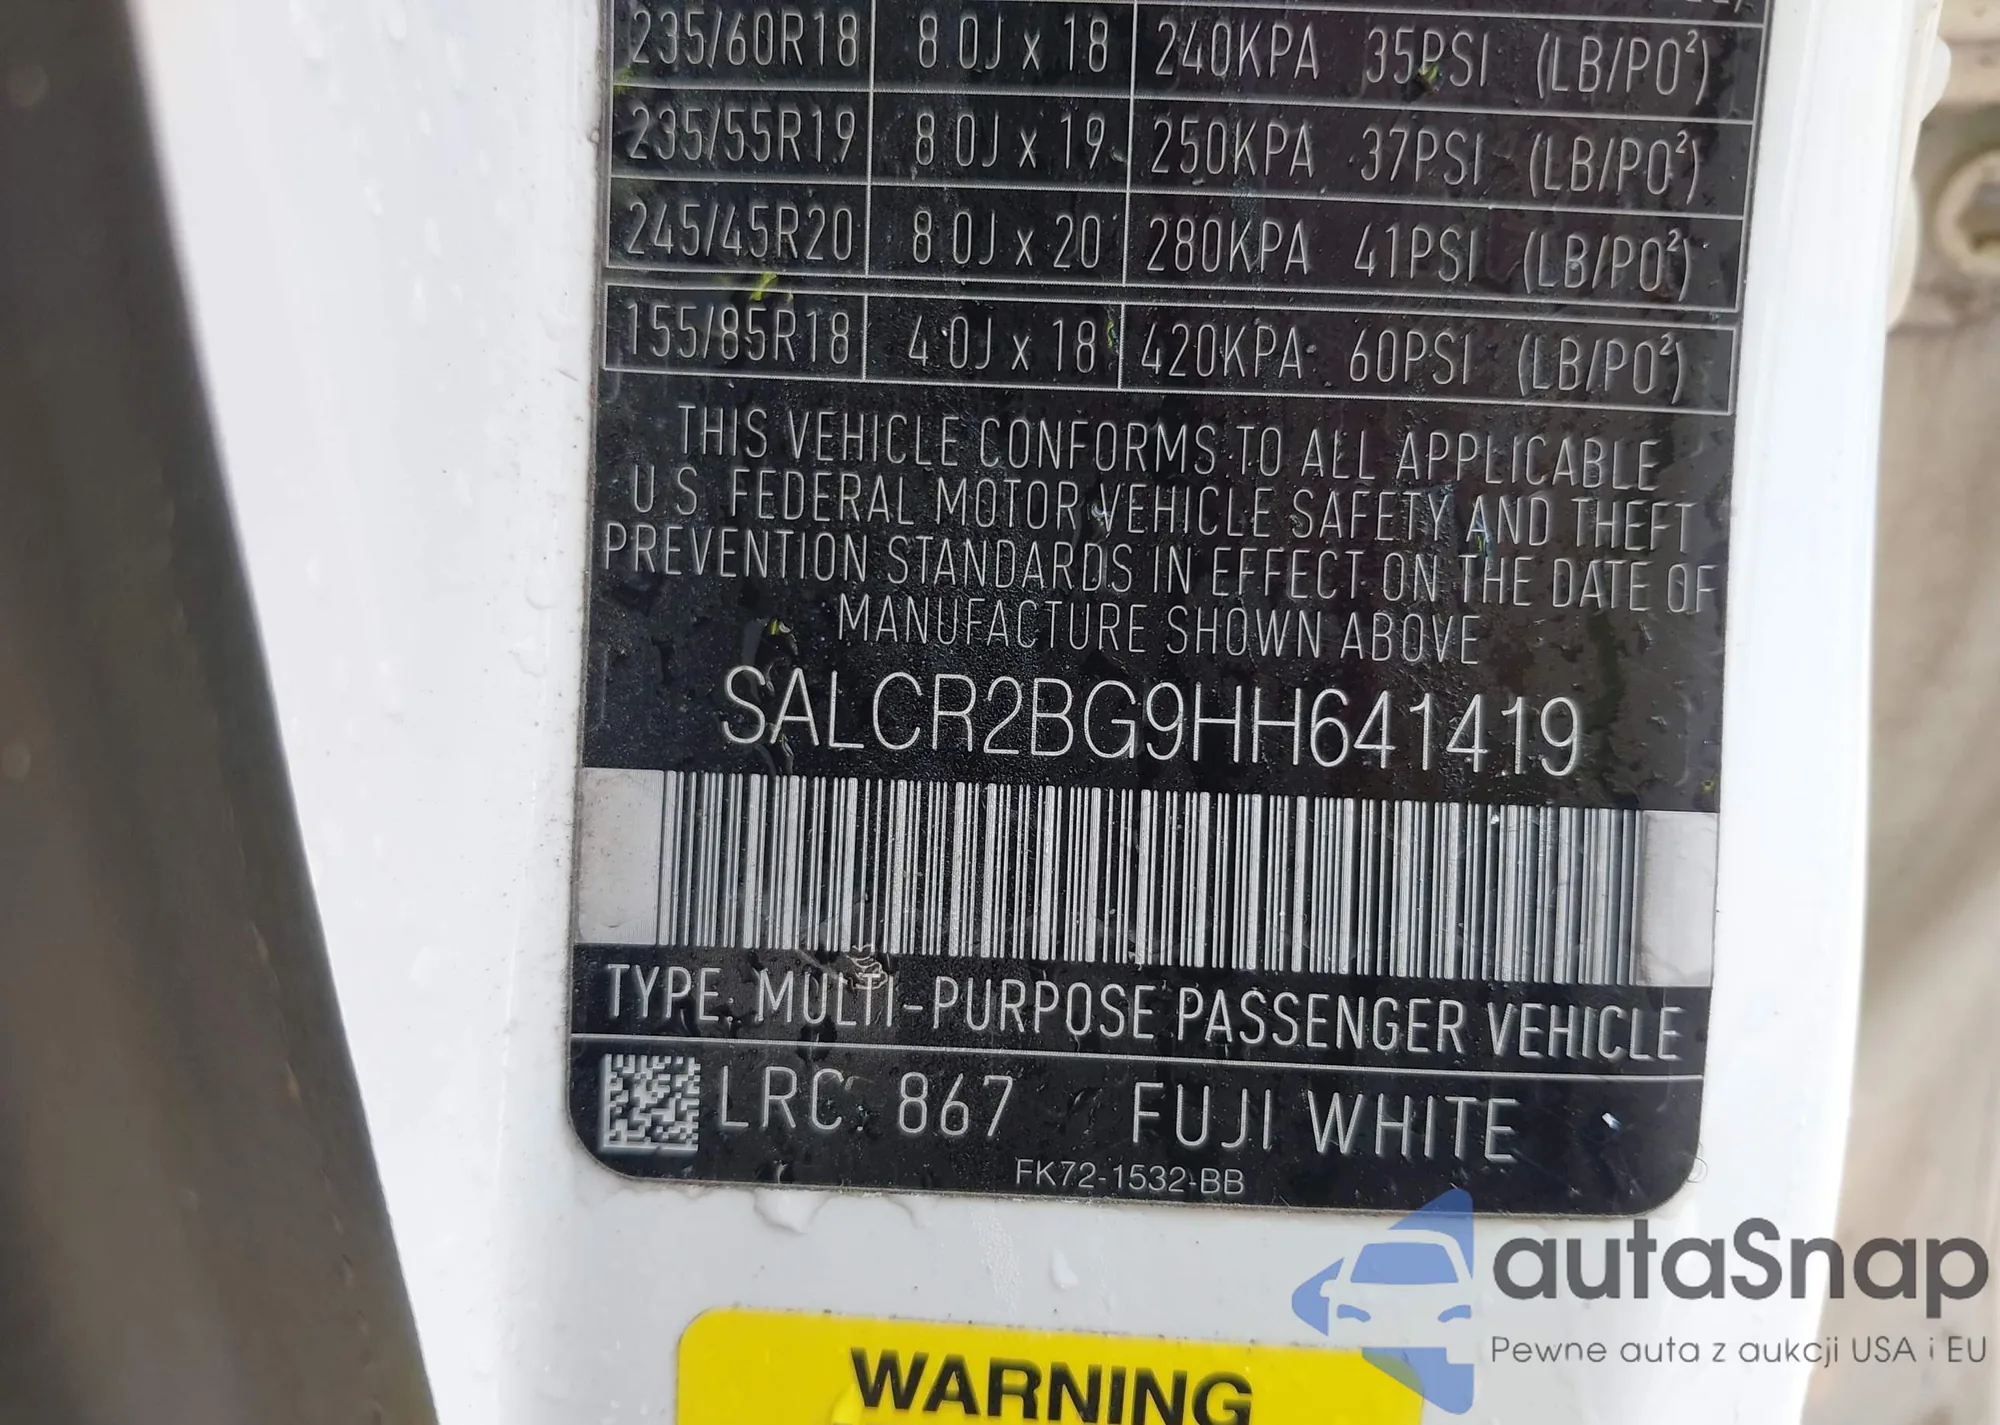 235/60R18 8.0J x 18 240KPA 35PSI (LB/PO²)
235/55R19 8.0J x 19 250KPA 37PSI (LB/PO²)
245/45R20 8.0J x 20 280KPA 41PSI (LB/PO²)
155/85R18 4.0J x 18 420KPA 60PSI (LB/PO²)
THIS VEHICLE CONFORMS TO ALL APPLICABLE
U.S. FEDERAL MOTOR VEHICLE SAFETY AND THEFT
PREVENTION STANDARDS IN EFFECT ON THE DATE OF
MANUFACTURE SHOWN ABOVE
SALCR2BG9HH641419
TYPE: MULTI-PURPOSE PASSENGER VEHICLE
LRC: 867 FUJI WHITE
FK72-1532-BB
WARNING
autaSnap
Pewne auta z aukcji USA i EU